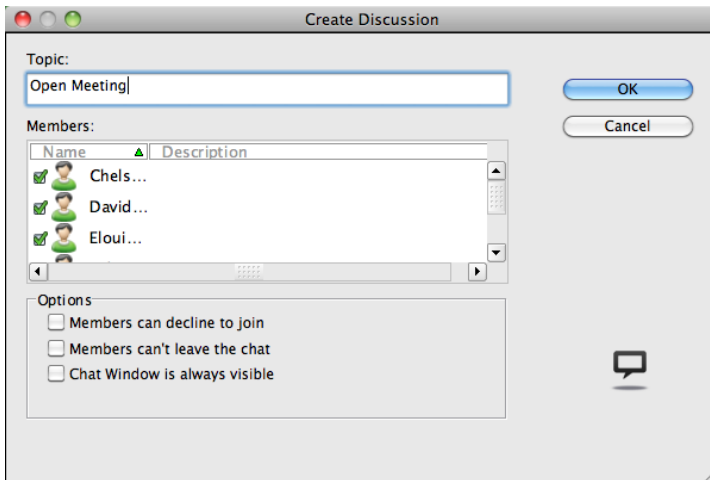 Create Discussion
Topic:
Open Meeting
OK
Members:
Cancel
Name Description
Chels...
David...
Eloui...
Options
Members can decline to join
Members can't leave the chat
Chat Window is always visible